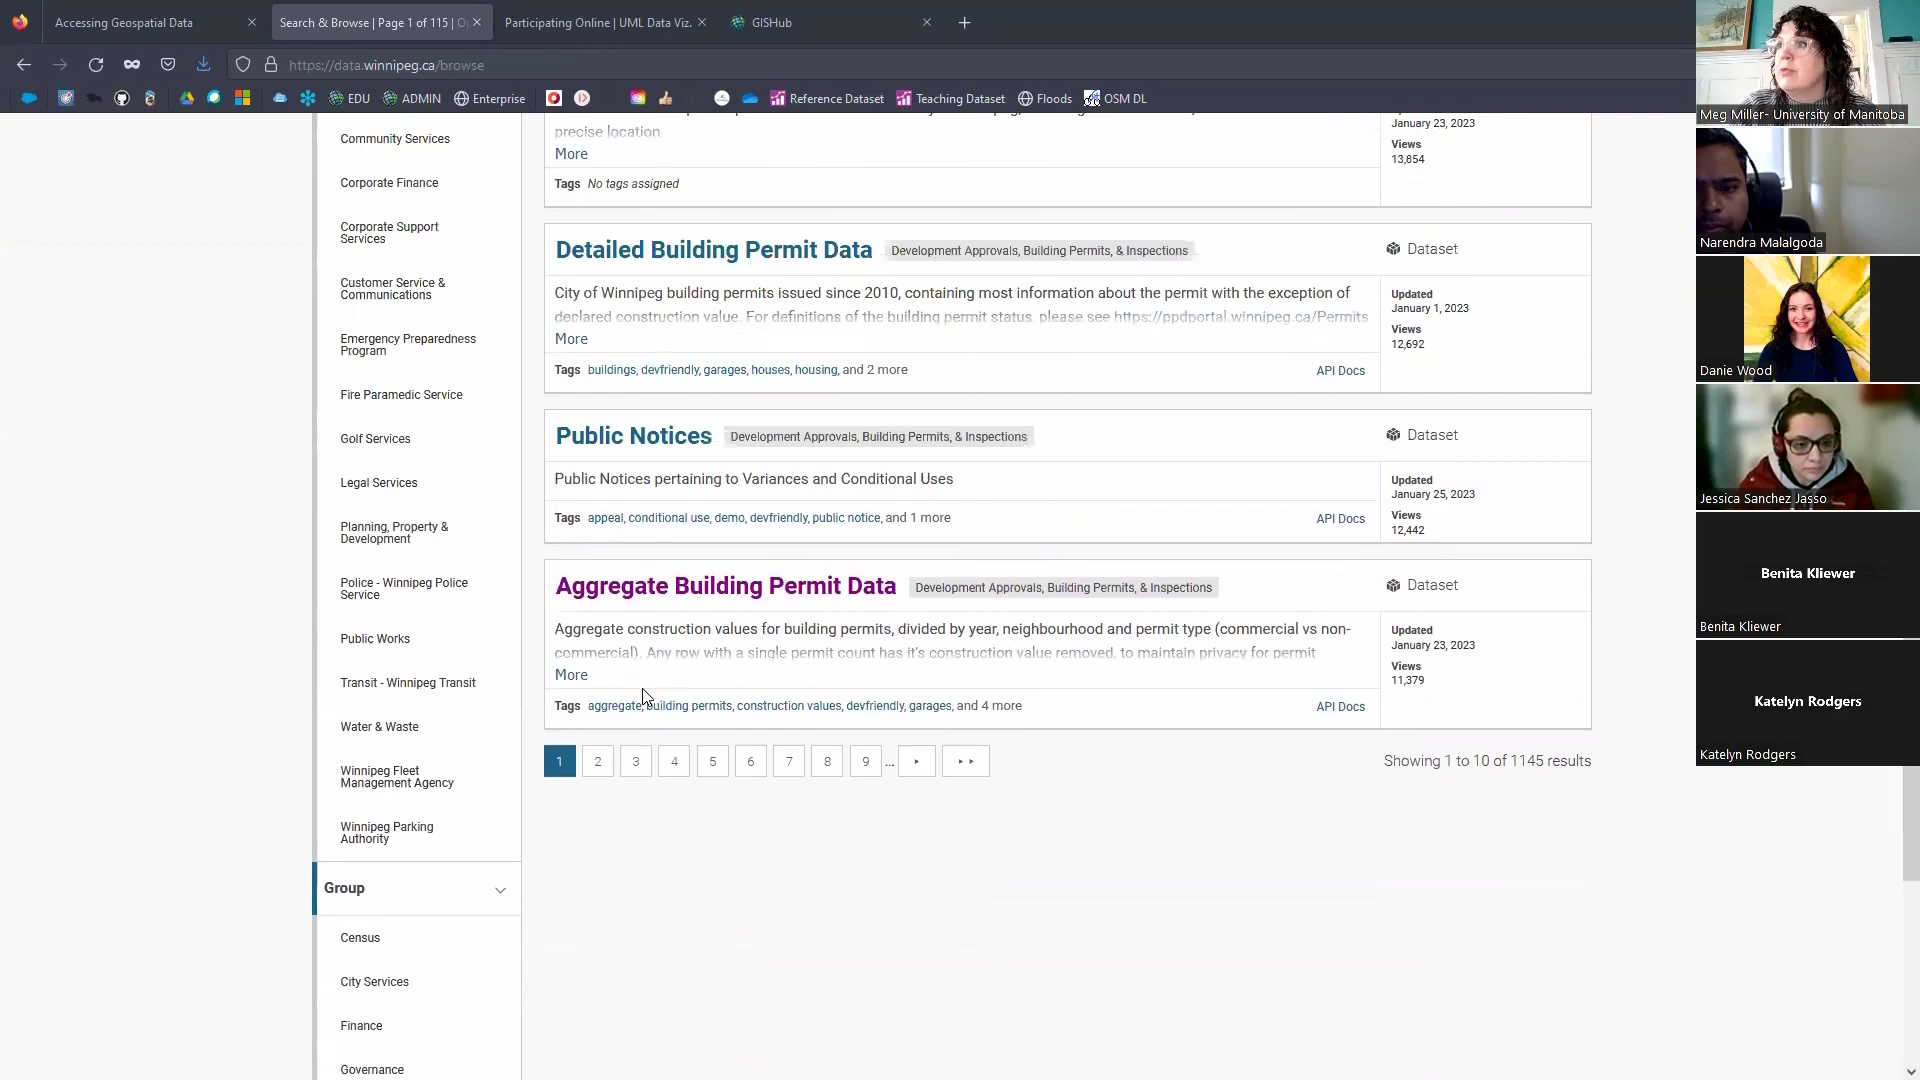 Accessing Geospatial Data
Search & Browse | Page 1 of 115 | O
Participating Online | UML Data Viz.
GISHub
https://data.winnipeg.ca/browse
EDU
ADMIN
Enterprise
Reference Dataset
Teaching Dataset
Floods
OSM DL
Community Services
Corporate Finance
Corporate Support
Services
Customer Service &
Communications
Emergency Preparedness
Program
Fire Paramedic Service
Golf Services
Legal Services
Planning, Property &
Development
Police - Winnipeg Police
Service
Public Works
Transit - Winnipeg Transit
Water & Waste
Winnipeg Fleet
Management Agency
Winnipeg Parking
Authority
Group
Census
City Services
Finance
Governance
precise location.
More
Tags No tags assigned
January 23, 2023
Views
13,854
Detailed Building Permit Data Development Approvals, Building Permits, & Inspections
Dataset
City of Winnipeg building permits issued since 2010, containing most information about the permit with the exception of
declared construction value. For definitions of the building permit status, please see https://ppdportal.winnipeg.ca/Permits
More
Tags buildings, devfriendly, garages, houses, housing, and 2 more
API Docs
Updated
January 1, 2023
Views
12,692
Public Notices Development Approvals, Building Permits, & Inspections
Dataset
Public Notices pertaining to Variances and Conditional Uses
Tags appeal, conditional use, demo, devfriendly, public notice, and 1 more
API Docs
Updated
January 25, 2023
Views
12,442
Aggregate Building Permit Data Development Approvals, Building Permits, & Inspections
Dataset
Aggregate construction values for building permits, divided by year, neighbourhood and permit type (commercial vs non-
commercial). Any row with a single permit count has it's construction value removed, to maintain privacy for permit
More
Tags aggregate, building permits, construction values, devfriendly, garages, and 4 more
API Docs
Updated
January 23, 2023
Views
11,379
1 2 3 4 5 6 7 8 9 ...
Showing 1 to 10 of 1145 results
Meg Miller- University of Manitoba
Narendra Malalgoda
Danie Wood
Jessica Sanchez Jasso
Benita Kliewer
Benita Kliewer
Katelyn Rodgers
Katelyn Rodgers